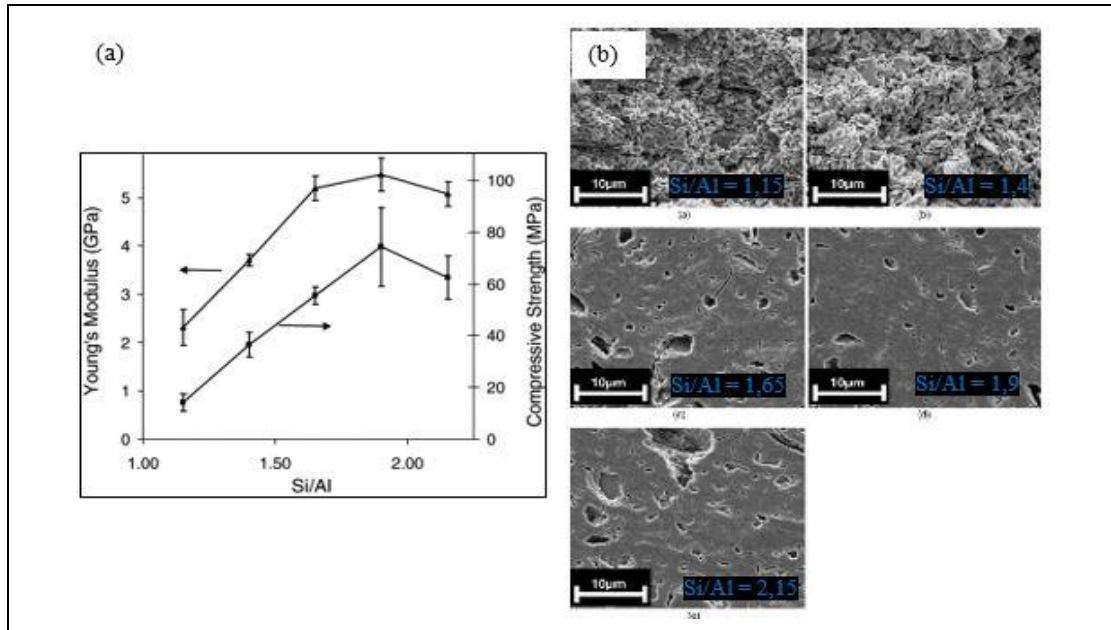 (a)
(b)
Young's Modulus (GPa)
5
4
3
2
1
0
100
80
60
40
20
0
Compressive Strength (MPa)
1.00
1.50
2.00
Si/Al
10µm
Si/Al = 1,15
(a)
10µm
Si/Al = 1,4
(b)
10µm
Si/Al = 1,65
(c)
10µm
Si/Al = 1,9
(d)
10µm
Si/Al = 2,15
(e)